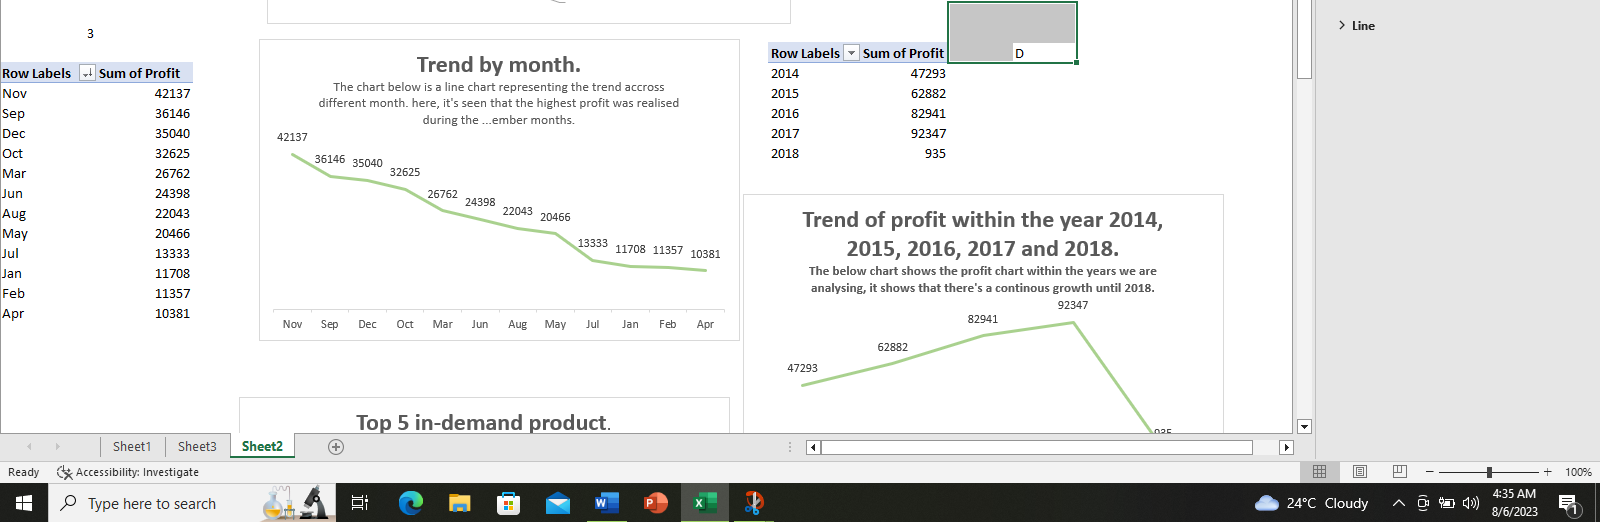 3
Row Labels Sum of Profit
Nov 42137
Sep 36146
Dec 35040
Oct 32625
Mar 26762
Jun 24398
Aug 22043
May 20466
Jul 13333
Jan 11708
Feb 11357
Apr 10381
Trend by month.
The chart below is a line chart representing the trend accross
different month. here, it's seen that the highest profit was realised
during the ...ember months.
42137
36146
35040
32625
26762
24398
22043
20466
13333
11708
11357
10381
Nov Sep Dec Oct Mar Jun Aug May Jul Jan Feb Apr
Top 5 in-demand product.
Row Labels Sum of Profit
D
2014 47293
2015 62882
2016 82941
2017 92347
2018 935
Trend of profit within the year 2014,
2015, 2016, 2017 and 2018.
The below chart shows the profit chart within the years we are
analysing, it shows that there's a continous growth until 2018.
92347
82941
62882
47293
935
Line
Sheet1 Sheet3 Sheet2
Ready Accessibility: Investigate
100%
Type here to search
24°C Cloudy
4:35 AM
8/6/2023
1